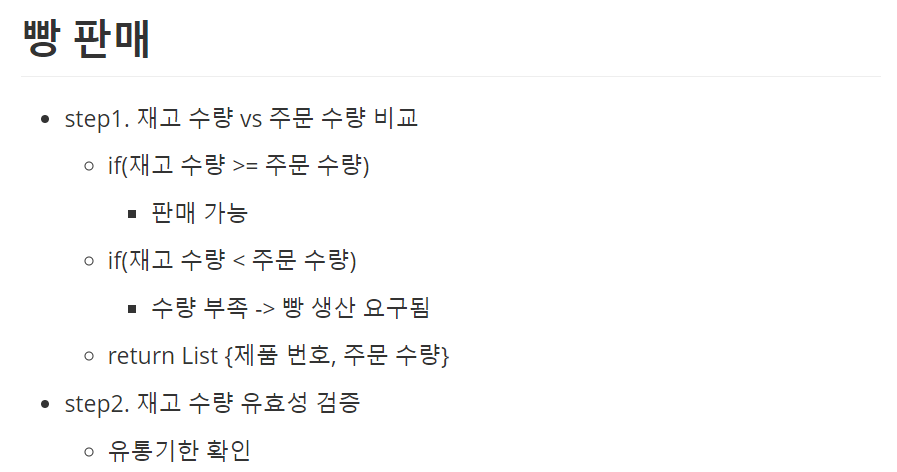 빵 판매
step1. 재고 수량 vs 주문 수량 비교
if(재고 수량 >= 주문 수량)
판매 가능
if(재고 수량 < 주문 수량)
수량 부족 -> 빵 생산 요구됨
return List {제품 번호, 주문 수량}
step2. 재고 수량 유효성 검증
유통기한 확인